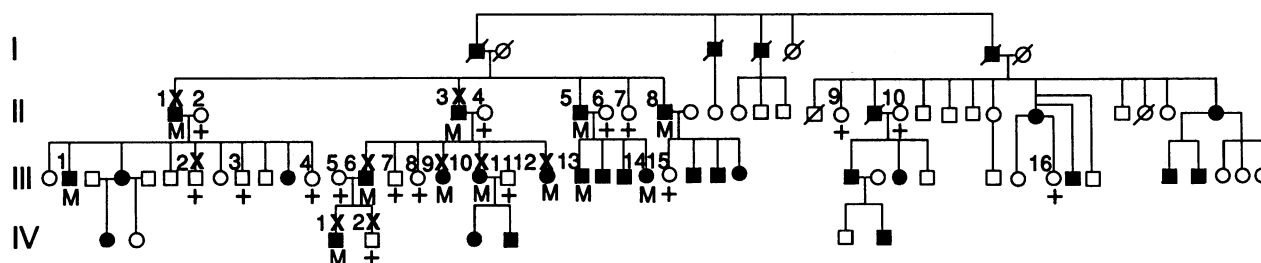 I
1 X 2 3 X 4 5 6 7 8 9 10
II
M + M + M + + M + +
1 2 X 3 4 5 6 X 7 8 9 X 10 X 11 12 X 13 14 15 16
III
M + + + + M + + M M + M M M + +
1 X 2 X
IV
M +